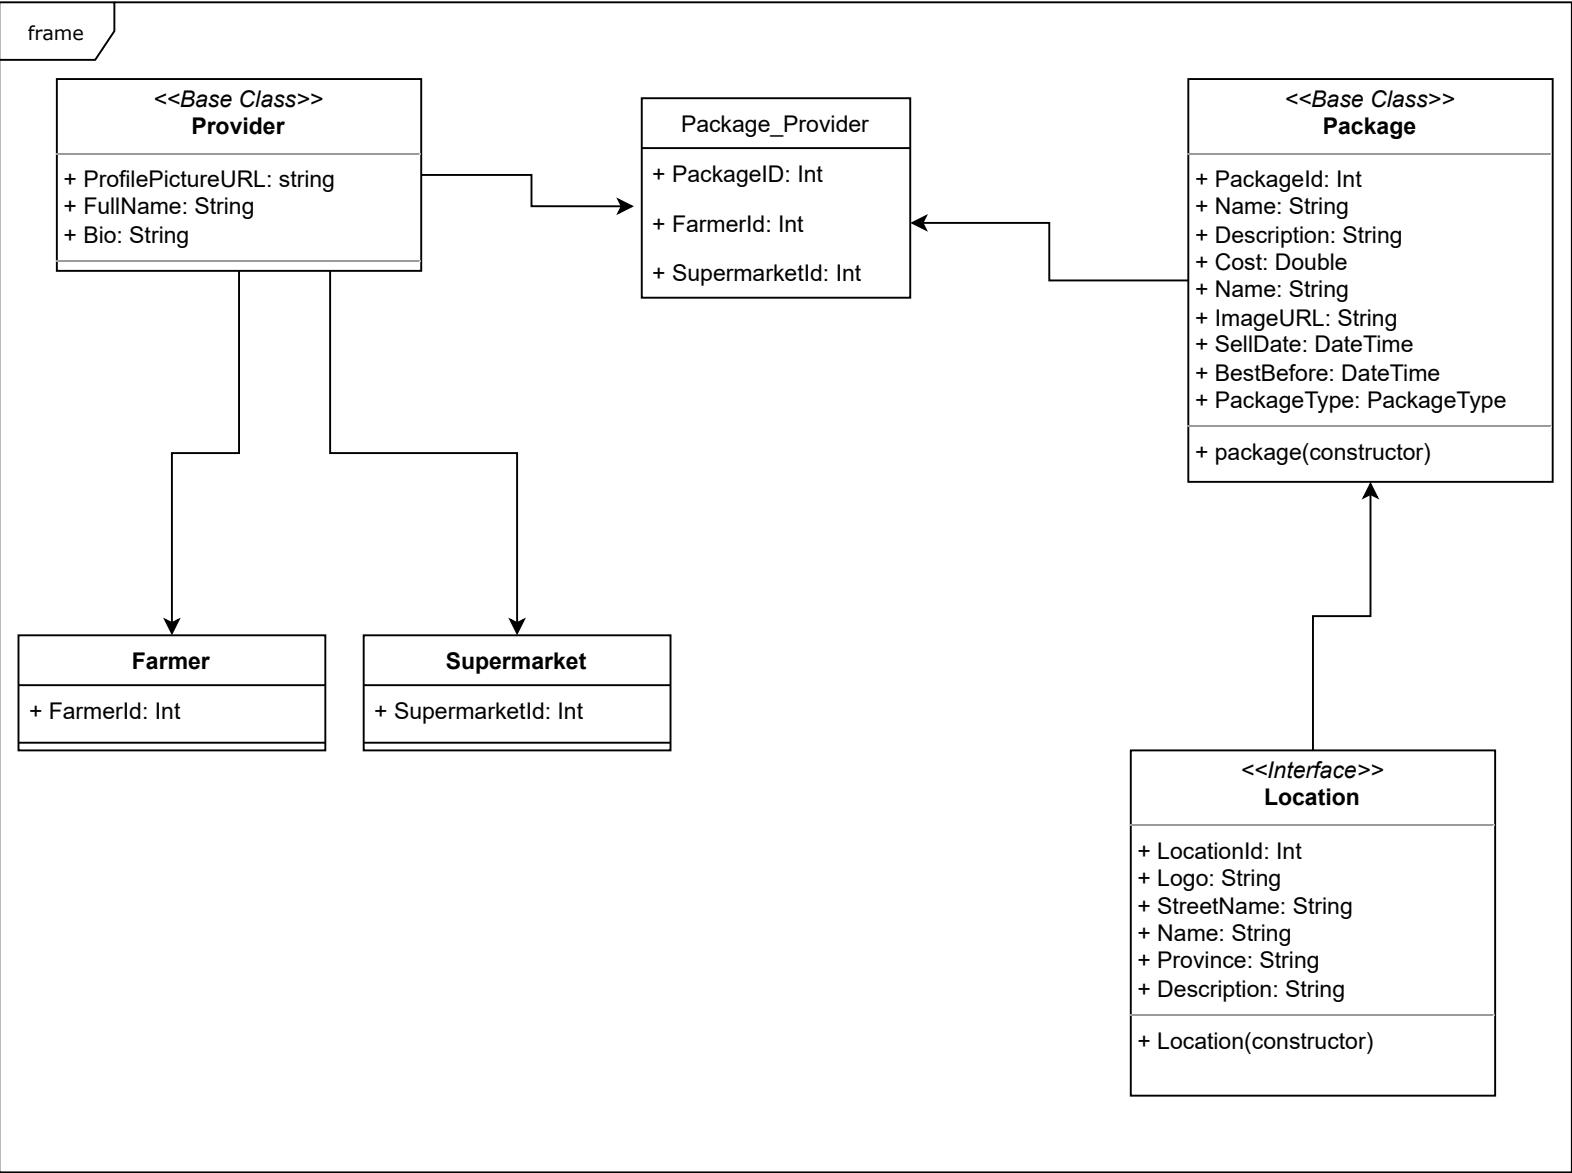 frame
<<Base Class>>
Provider
+ ProfilePictureURL: string
+ FullName: String
+ Bio: String
Package_Provider
+ PackageID: Int
+ FarmerId: Int
+ SupermarketId: Int
<<Base Class>>
Package
+ PackageId: Int
+ Name: String
+ Description: String
+ Cost: Double
+ Name: String
+ ImageURL: String
+ SellDate: DateTime
+ BestBefore: DateTime
+ PackageType: PackageType
+ package(constructor)
Farmer
+ FarmerId: Int
Supermarket
+ SupermarketId: Int
<<Interface>>
Location
+ LocationId: Int
+ Logo: String
+ StreetName: String
+ Name: String
+ Province: String
+ Description: String
+ Location(constructor)